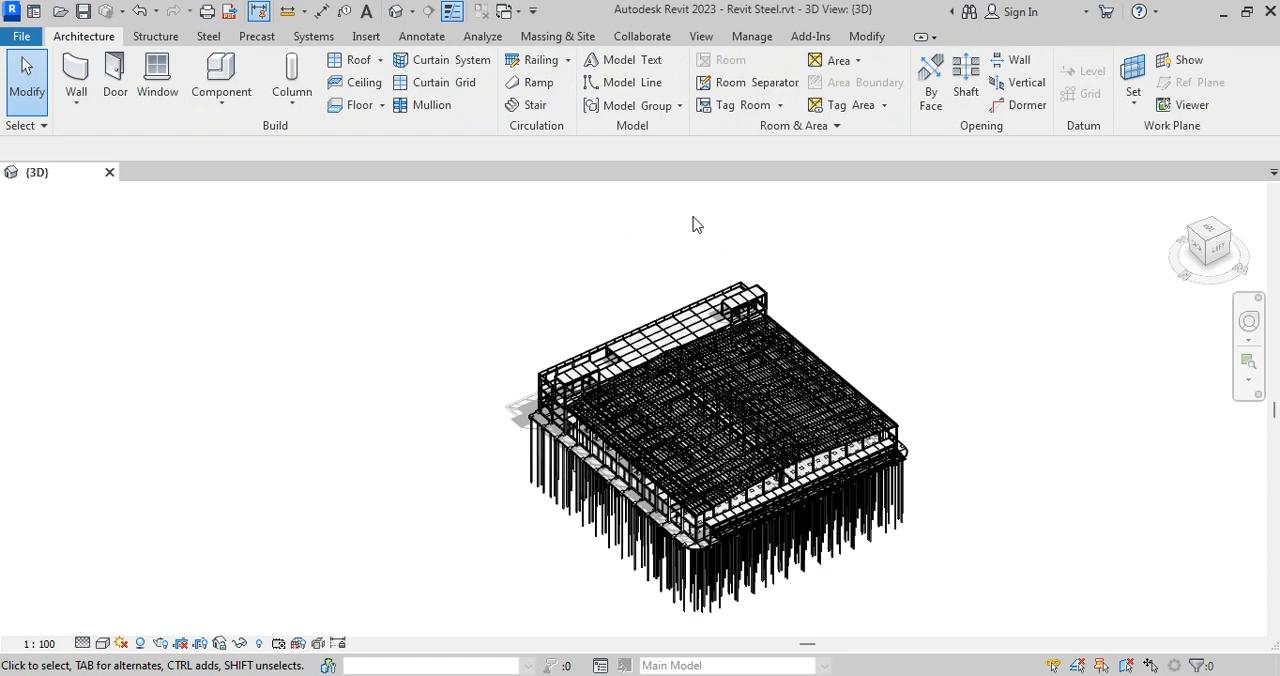 Autodesk Revit 2023 - Revit Steel.rvt - 3D View: {3D}
Sign In
File Architecture Structure Steel Precast Systems Insert Annotate Analyze Massing & Site Collaborate View Manage Add-Ins Modify
Modify
Select
Wall
Door
Window
Component
Column
Roof
Ceiling
Floor
Curtain System
Curtain Grid
Mullion
Build
Railing
Ramp
Stair
Circulation
Model Text
Model Line
Model Group
Model
Room
Room Separator
Tag Room
Area
Area Boundary
Tag Area
Room & Area
By
Face
Shaft
Wall
Vertical
Dormer
Opening
Level
Grid
Datum
Set
Show
Ref Plane
Viewer
Work Plane
{3D}
LEFT
1 : 100
Click to select, TAB for alternates, CTRL adds, SHIFT unselects.
:0
Main Model
:0